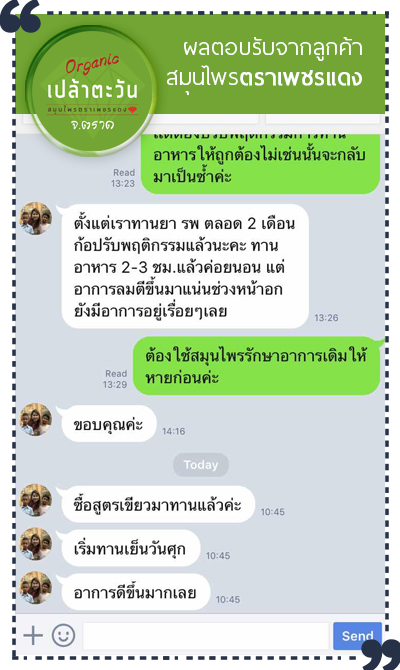 ผลตอบรับจากลูกค้า
สมุนไพรตราเพชรแดง
Organic
เปล้าตะวัน
สมุนไพรตราเพชรแดง
จ.ตราด
อาหารให้ถูกต้องไม่เช่นนั้นจะกลับ
มาเป็นซ้ำค่ะ
Read
13:23
ตั้งแต่เราทานยา รพ ตลอด 2 เดือน
ก้อปรับพฤติกรรมแล้วนะคะ ทาน
อาหาร 2-3 ชม.แล้วค่อยนอน แต่
อาการลมดีขึ้นมาแน่นช่วงหน้าอก
ยังมีอาการอยู่เรื่อยๆเลย
13:26
ต้องใช้สมุนไพรรักษาอาการเดิมให้
หายก่อนค่ะ
Read
13:29
ขอบคุณค่ะ
14:16
Today
ซื้อสูตรเขียวมาทานแล้วค่ะ
10:45
เริ่มทานเย็นวันศุก
10:45
อาการดีขึ้นมากเลย
10:45
Send